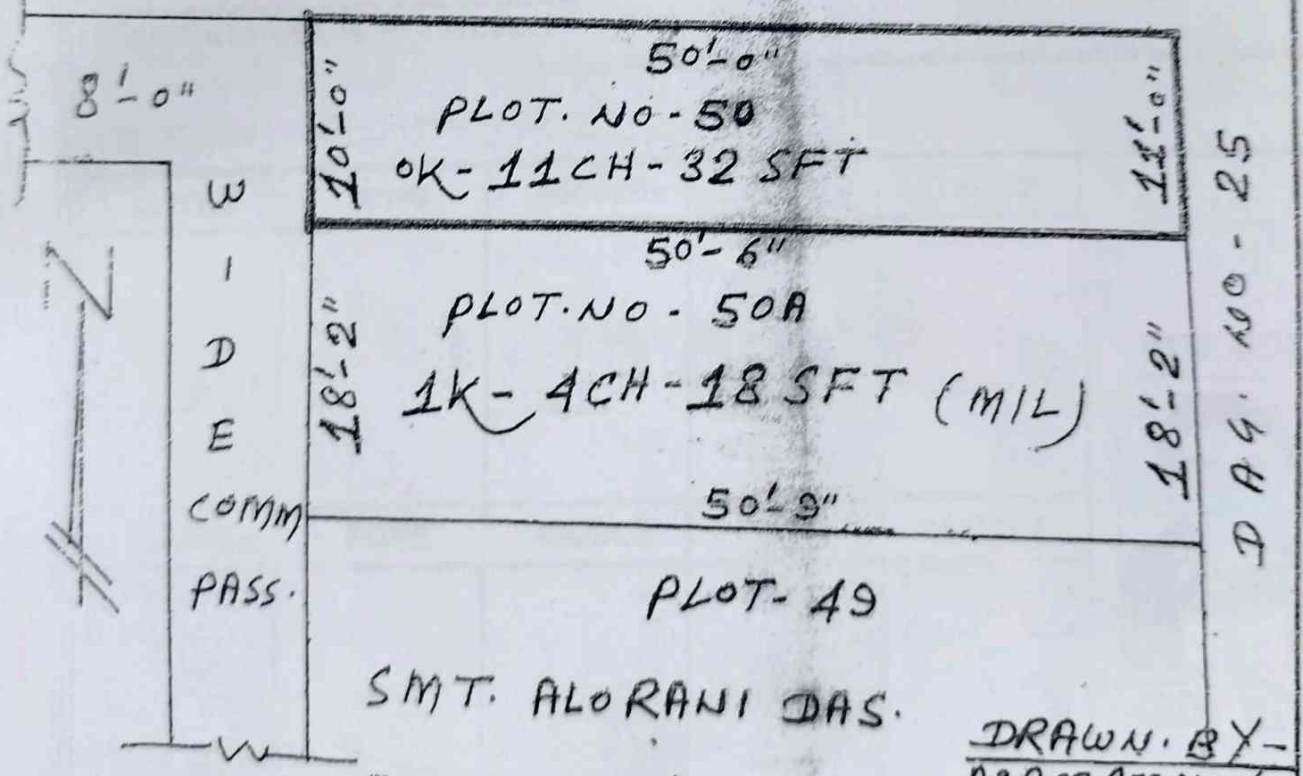 8'-0"
WIDE
COMM
PASS.
50'-0"
PLOT. NO - 50
0K - 11CH - 32 SFT
10'-0"
11'-0"
50'-6"
PLOT. NO - 50A
1K - 4CH - 18 SFT (M/L)
18'-2"
18'-2"
50'-9"
PLOT - 49
SMT. ALORANI DAS.
DAG. NO - 25
DRAWN. BY -